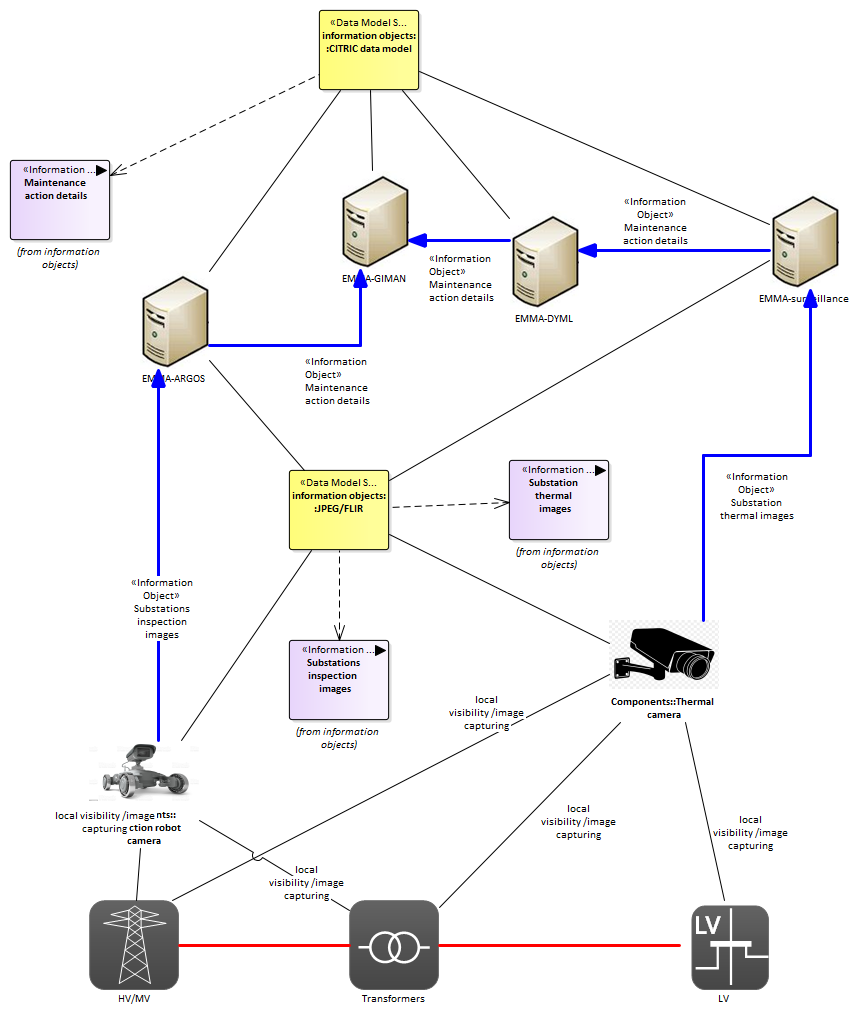 «Data Model S...
information objects:
:CITRIC data model
«Information ...
Maintenance
action details
(from information
objects)
«Information
Object»
Maintenance
action details
«Information
Object»
Maintenance
action details
EMMA-GIMAN
EMMA-surveillance
EMMA-DYML
«Information
Object»
Maintenance
action details
EMMA-ARGOS
«Data Model S...
information objects:
:JPEG/FLIR
«Information ...
Substation
thermal
images
(from information
objects)
«Information
Object»
Substation
thermal images
«Information
Object»
Substations
inspection
images
«Information ...
Substations
inspection
images
(from information
objects)
Components::Thermal
camera
local
visibility /image
capturing
local visibility /image
capturing
nts::
ction robot
camera
local
visibility /image
capturing
local
visibility /image
capturing
local
visibility /image
capturing
LV
HV/MV
Transformers
LV